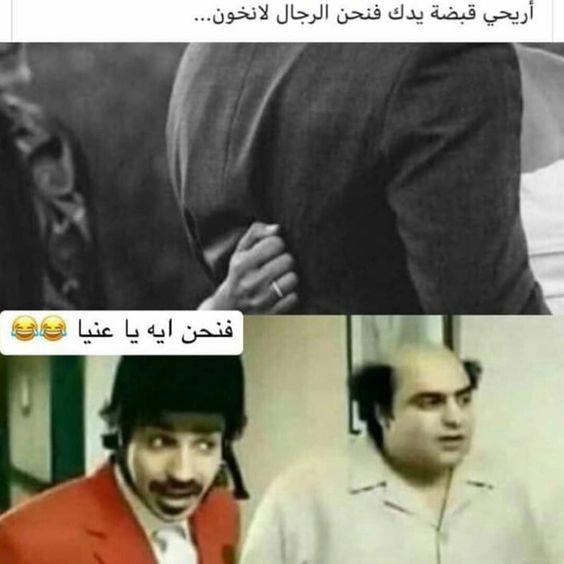 أريحي قبضة يدك فنحن الرجال لانخون...
فنحن ايه يا عنيا 😂😂